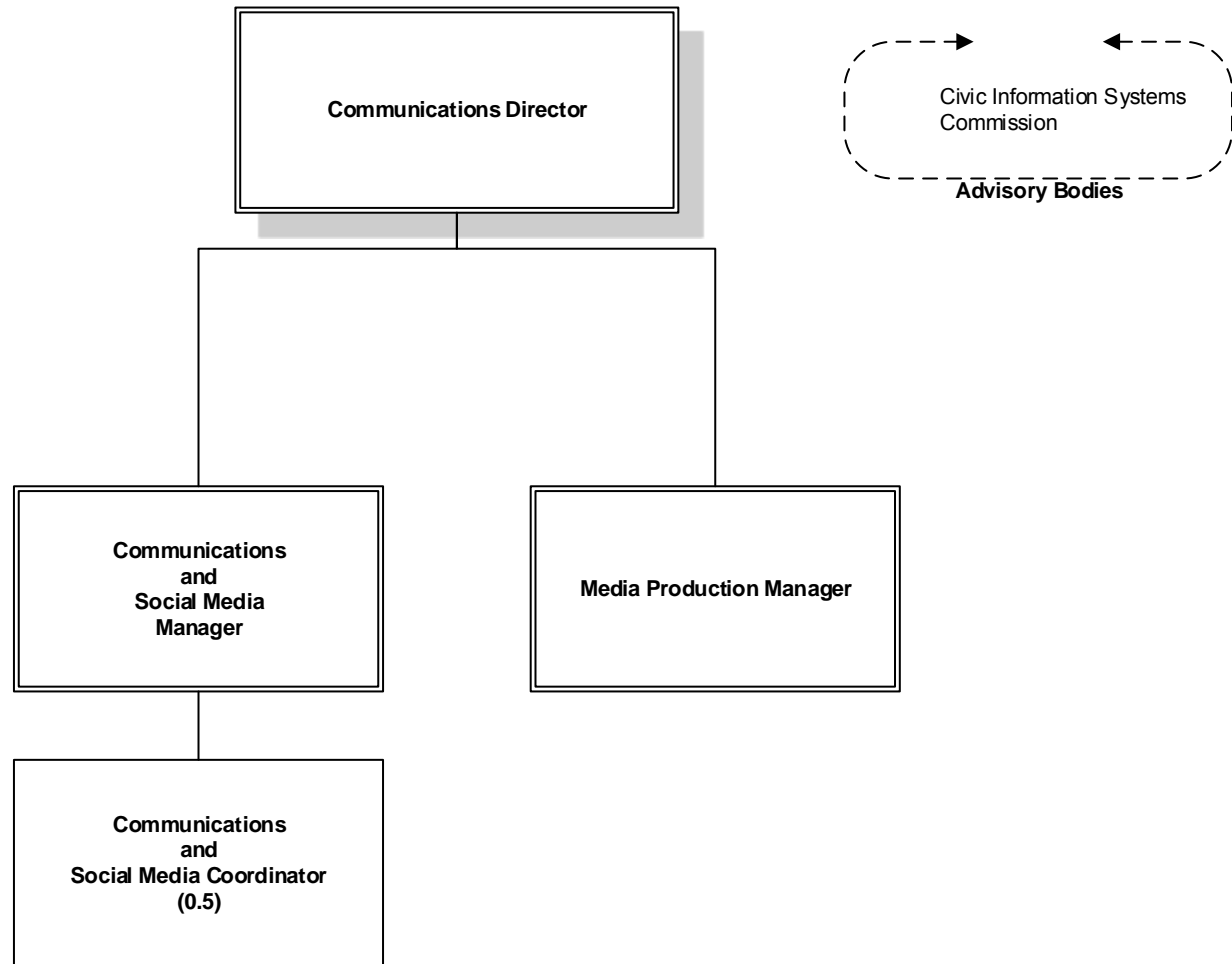 Communications Director
Civic Information Systems
Commission
Advisory Bodies
Communications
and
Social Media
Manager
Media Production Manager
Communications
and
Social Media Coordinator
(0.5)